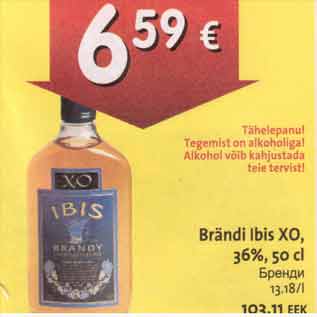 6 59 €
Tähelepanu!
Tegemist on alkoholiga!
Alkohol võib kahjustada
teie tervist!
XO
IBIS
BRANDY
Brändi Ibis XO,
36%, 50 cl
Бренди
13.18/l
103.11 EEK